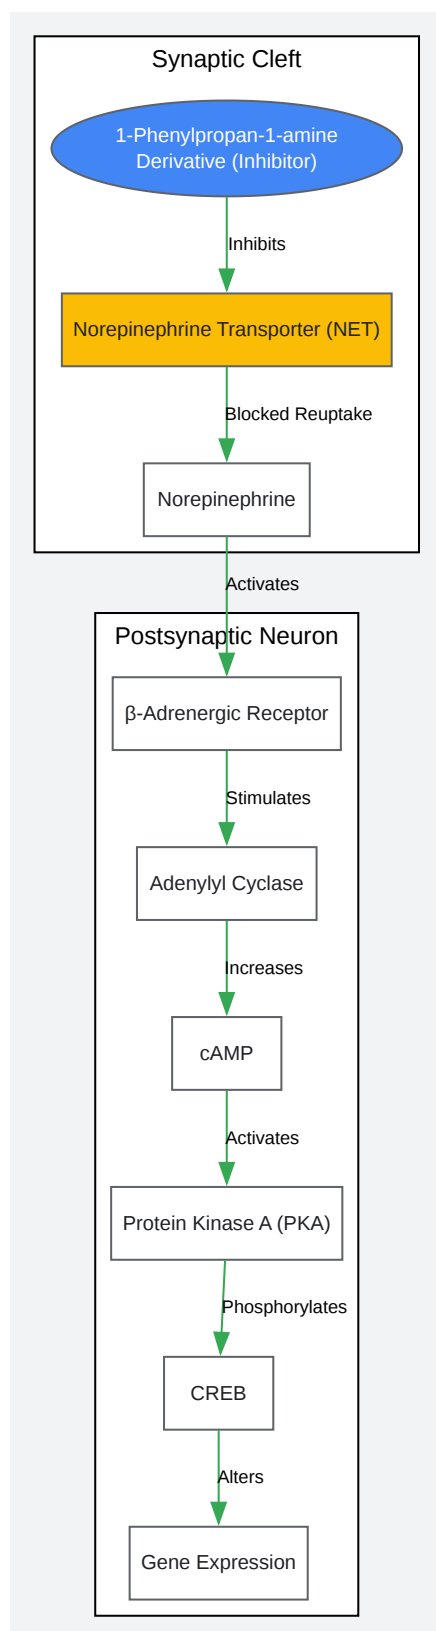 Synaptic Cleft
1-Phenylpropan-1-amine
Derivative (Inhibitor)
Inhibits
Norepinephrine Transporter (NET)
Blocked Reuptake
Norepinephrine
Activates
Postsynaptic Neuron
β-Adrenergic Receptor
Stimulates
Adenylyl Cyclase
Increases
cAMP
Activates
Protein Kinase A (PKA)
Phosphorylates
CREB
Alters
Gene Expression